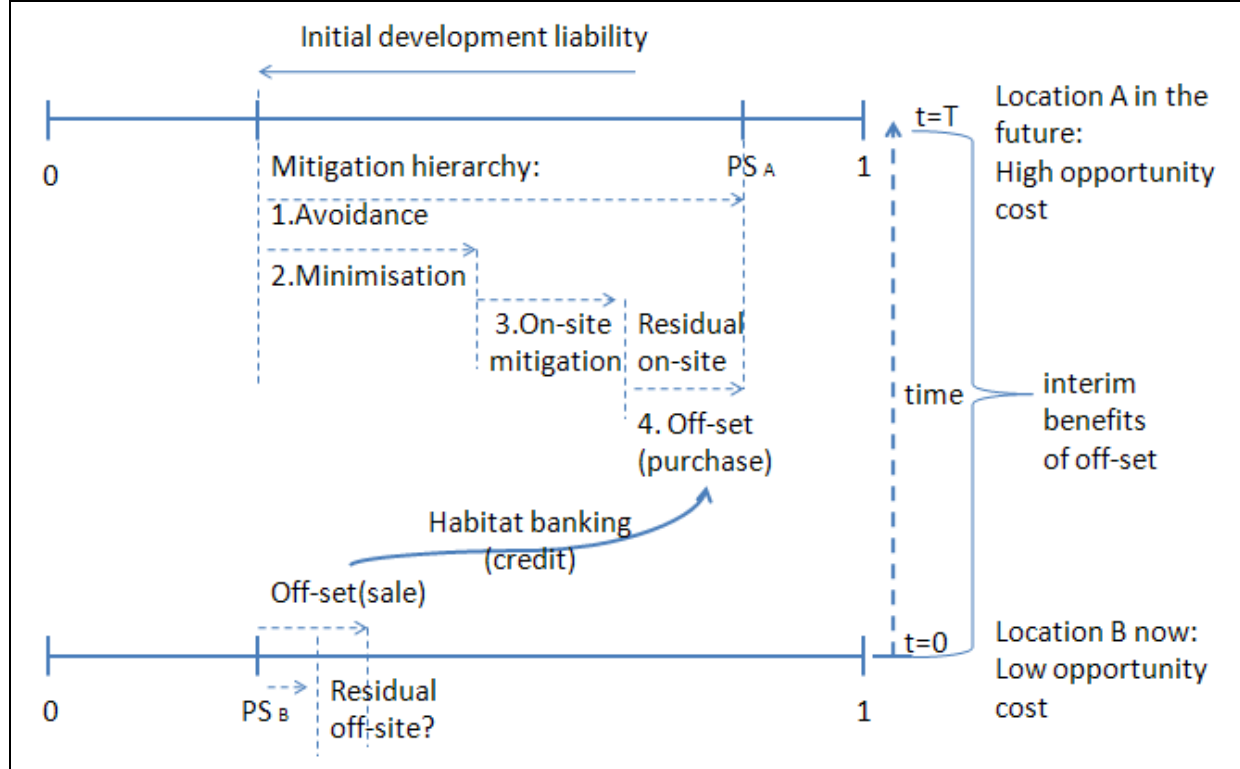 Initial development liability
0
Mitigation hierarchy:
PS A
1
t=T
Location A in the
future:
High opportunity
cost
1.Avoidance
2.Minimisation
3.On-site
mitigation
Residual
on-site
4. Off-set
(purchase)
time
interim
benefits
of off-set
Habitat banking
(credit)
Off-set(sale)
t=0
Location B now:
Low opportunity
cost
0
PS B
Residual
off-site?
1